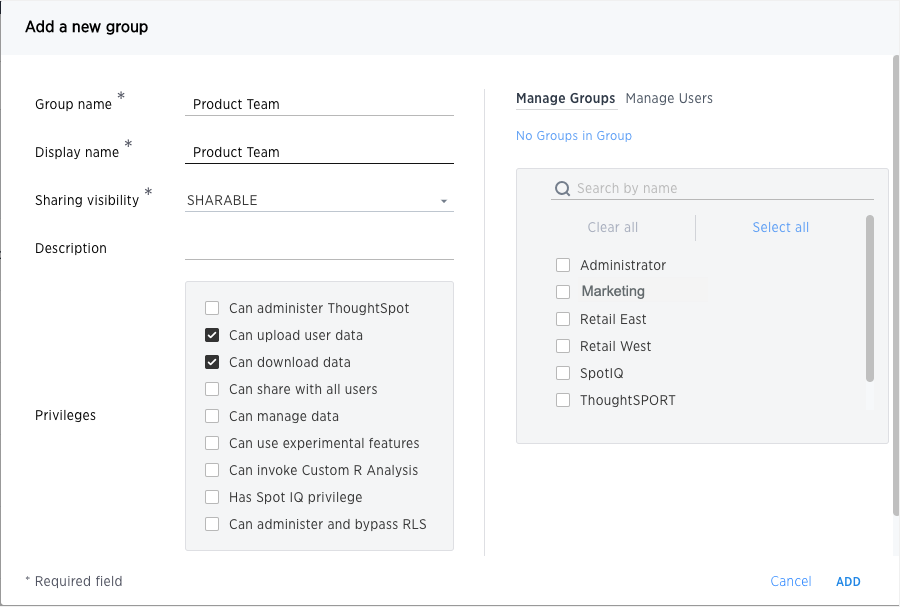 Add a new group
Group name *
Product Team
Display name *
Product Team
Sharing visibility *
SHARABLE
Description
Privileges
Can administer ThoughtSpot
Can upload user data
Can download data
Can share with all users
Can manage data
Can use experimental features
Can invoke Custom R Analysis
Has Spot IQ privilege
Can administer and bypass RLS
Manage Groups Manage Users
No Groups in Group
Search by name
Clear all Select all
Administrator
Marketing
Retail East
Retail West
SpotIQ
ThoughtSPORT
* Required field
Cancel ADD